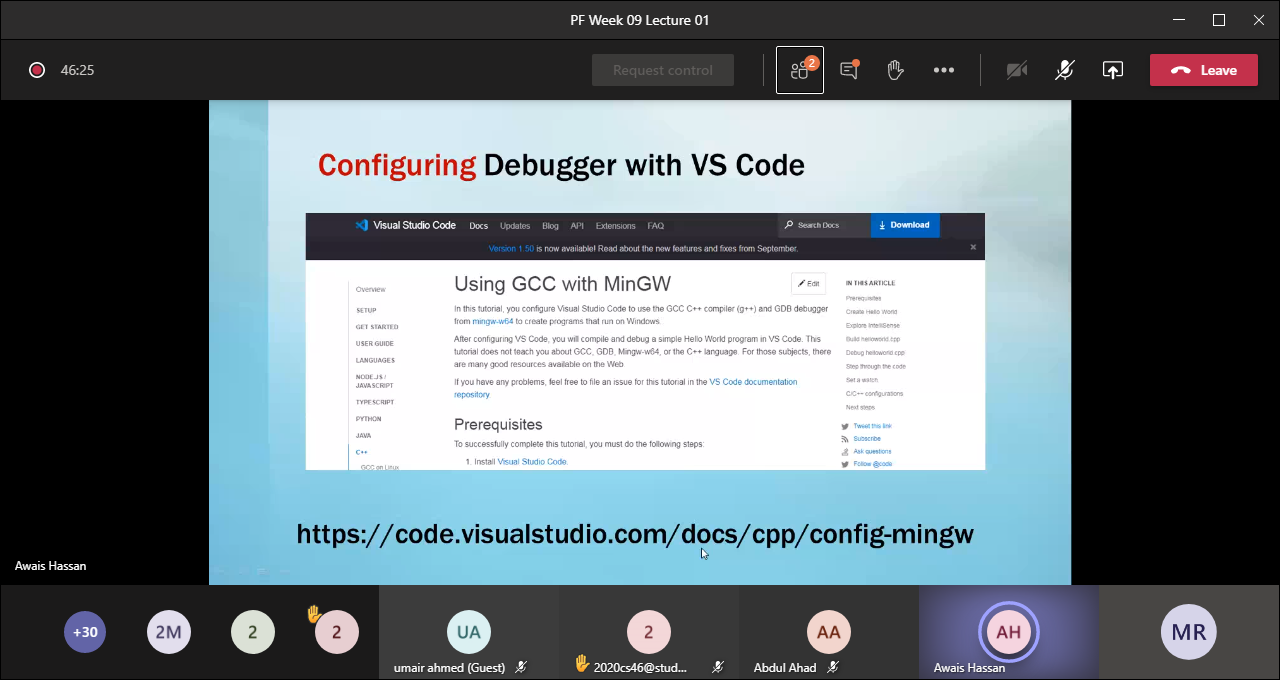 PF Week 09 Lecture 01
46:25
Request control
2
Leave
Configuring Debugger with VS Code
Visual Studio Code Docs Updates Blog API Extensions FAQ Search Docs Download
Version 1.50 is now available! Read about the new features and fixes from September.
Overview
SETUP
GET STARTED
USER GUIDE
LANGUAGES
NODE.JS /
JAVASCRIPT
TYPESCRIPT
PYTHON
JAVA
C++
GCC on Linux
Using GCC with MinGW
Edit
In this tutorial, you configure Visual Studio Code to use the GCC C++ compiler (g++) and GDB debugger
from mingw-w64 to create programs that run on Windows.
After configuring VS Code, you will compile and debug a simple Hello World program in VS Code. This
tutorial does not teach you about GCC, GDB, Mingw-w64, or the C++ language. For those subjects, there
are many good resources available on the Web
If you have any problems, feel free to file an issue for this tutorial in the VS Code documentation
repository
Prerequisites
To successfully complete this tutorial, you must do the following steps:
1. Install Visual Studio Code.
IN THIS ARTICLE
Prerequisites
Create Hello World
Explore IntelliSense
Build helloworld.cpp
Debug helloworld.cpp
Step through the code
Set a watch
C/C++ configurations
Next steps
Tweet this link
Subscribe
Ask questions
Follow @code
https://code.visualstudio.com/docs/cpp/config-mingw
Awais Hassan
+30
2M
2
2
UA
umair ahmed (Guest)
2
2020cs46@stud...
AA
Abdul Ahad
AH
Awais Hassan
MR